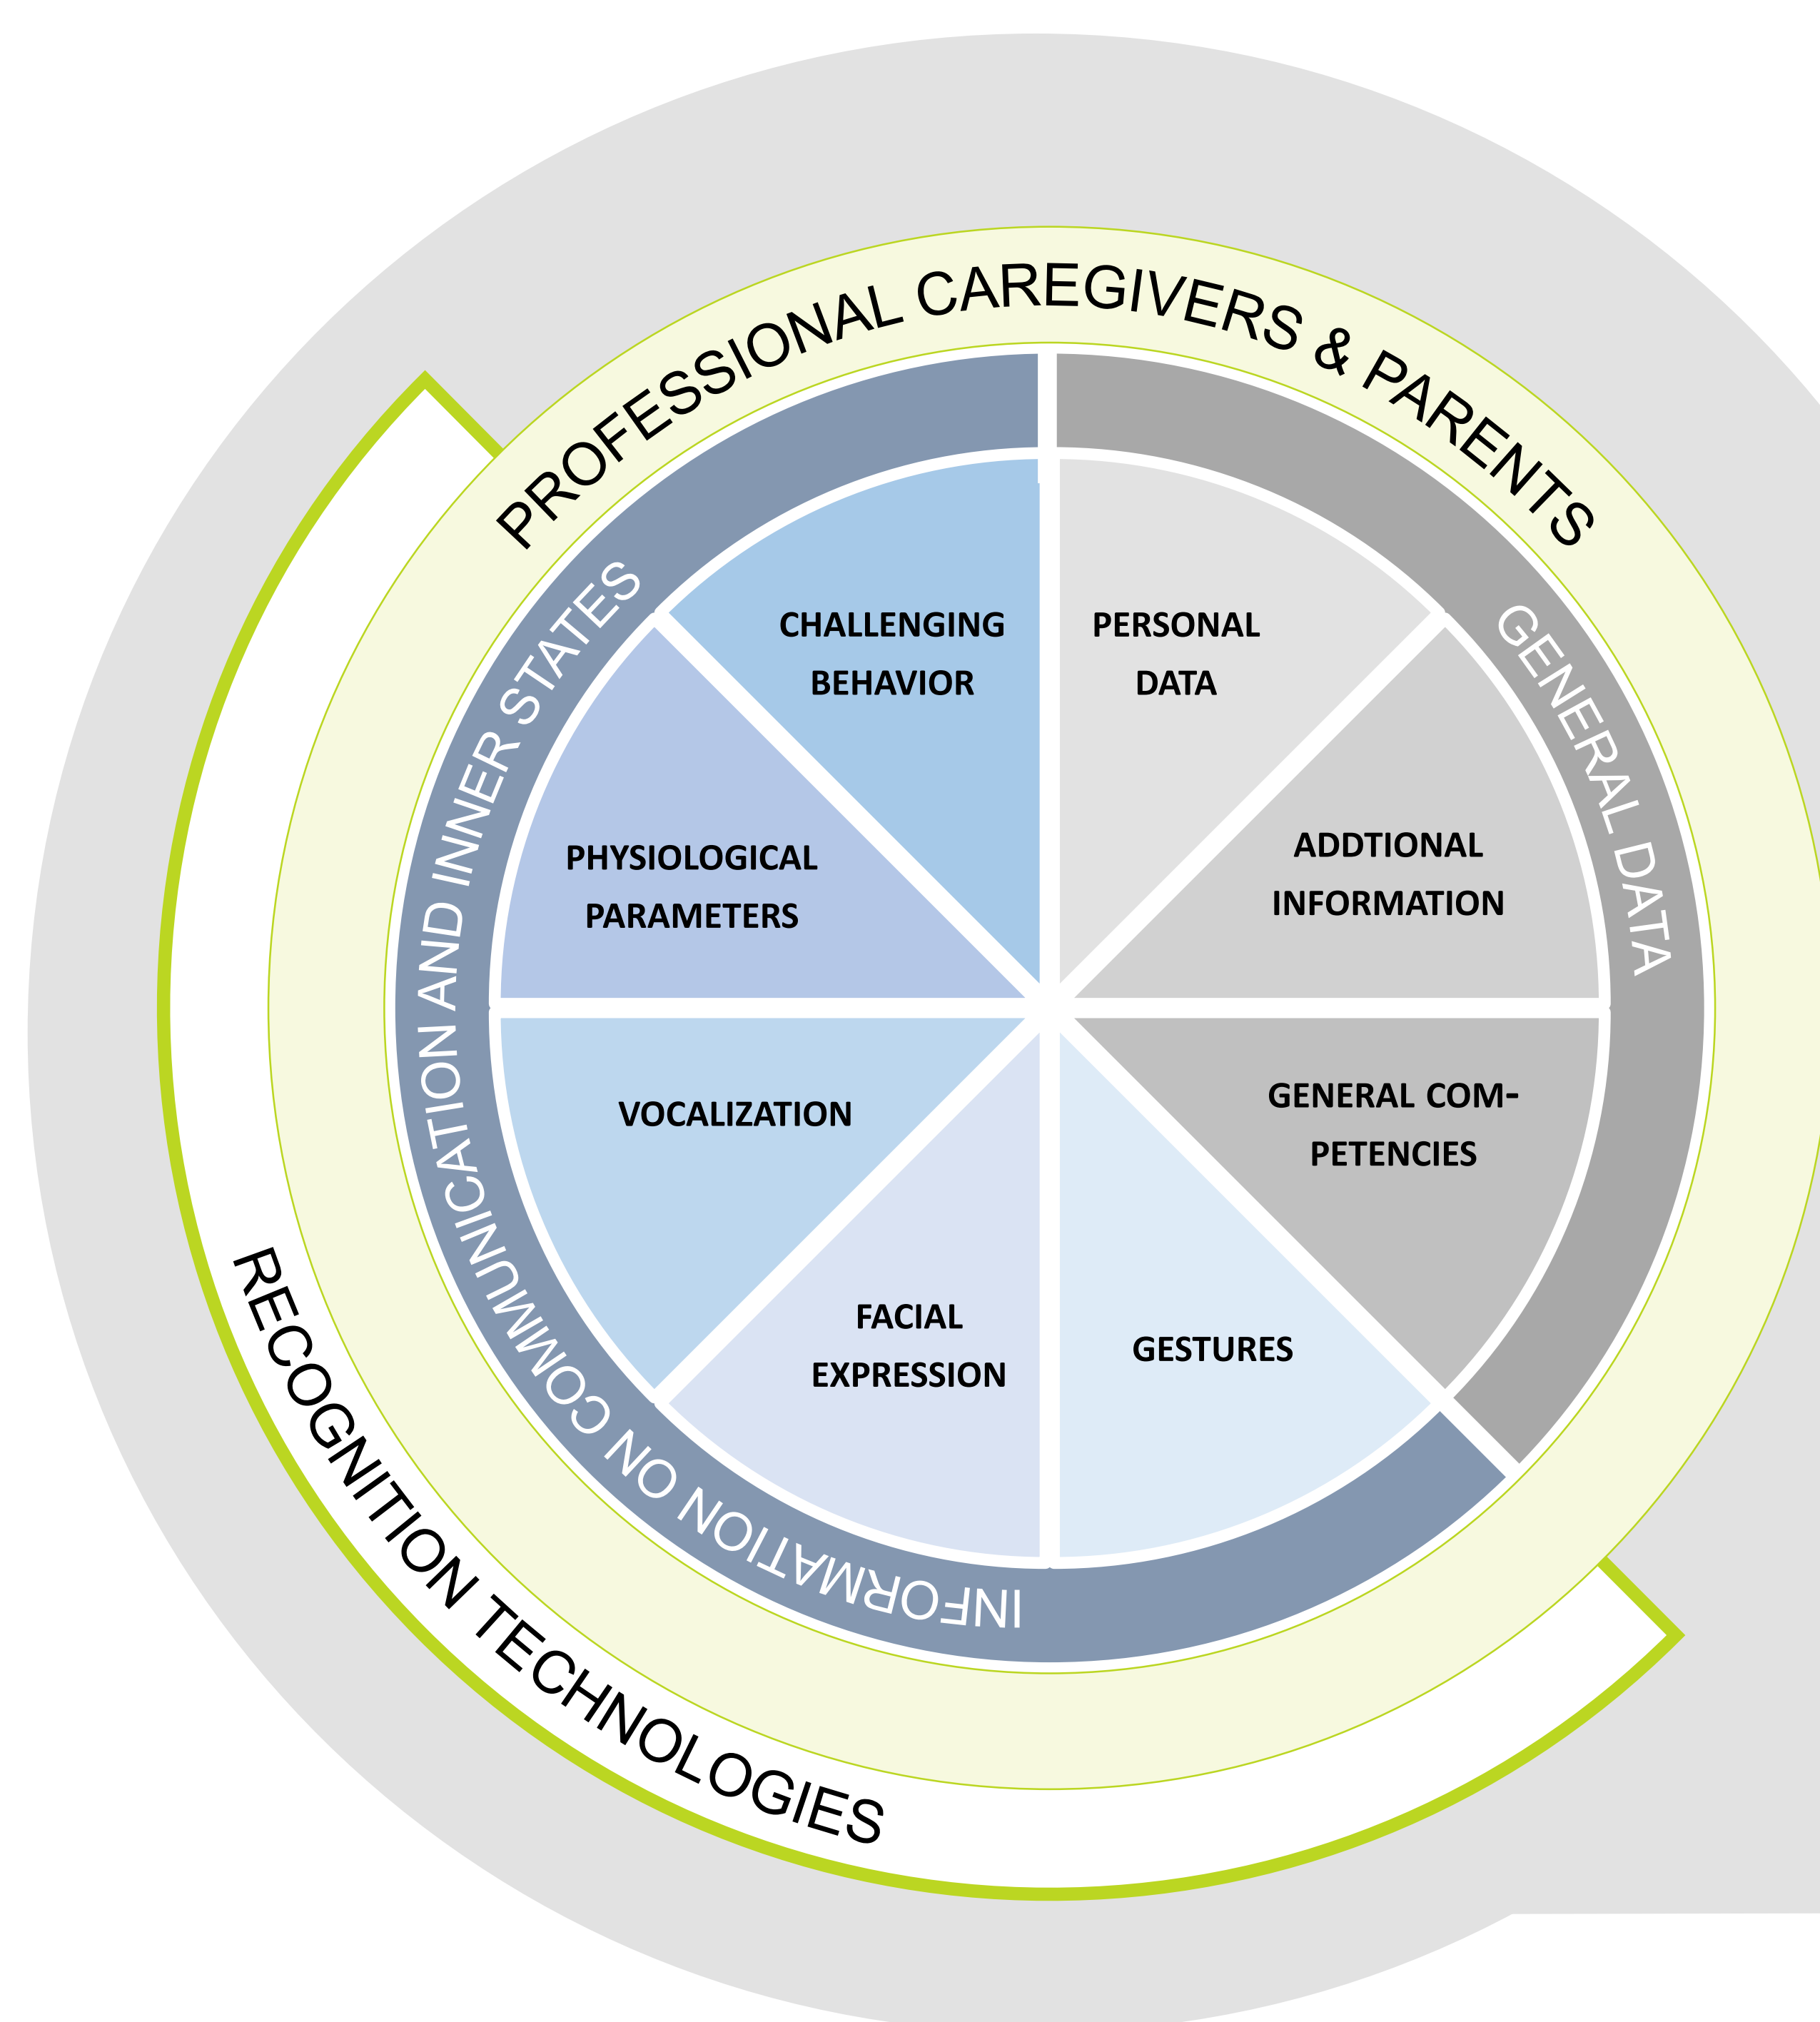 PROFESSIONAL CAREGIVERS & PARENTS
GENERAL DATA
INFORMATION ON COMMUNICATION AND INNER STATES
RECOGNITION TECHNOLOGIES
CHALLENGING
BEHAVIOR
PERSONAL
DATA
ADDTIONAL
INFORMATION
GENERAL COM-
PETENCIES
GESTURES
FACIAL
EXPRESSION
VOCALIZATION
PHYSIOLOGICAL
PARAMETERS